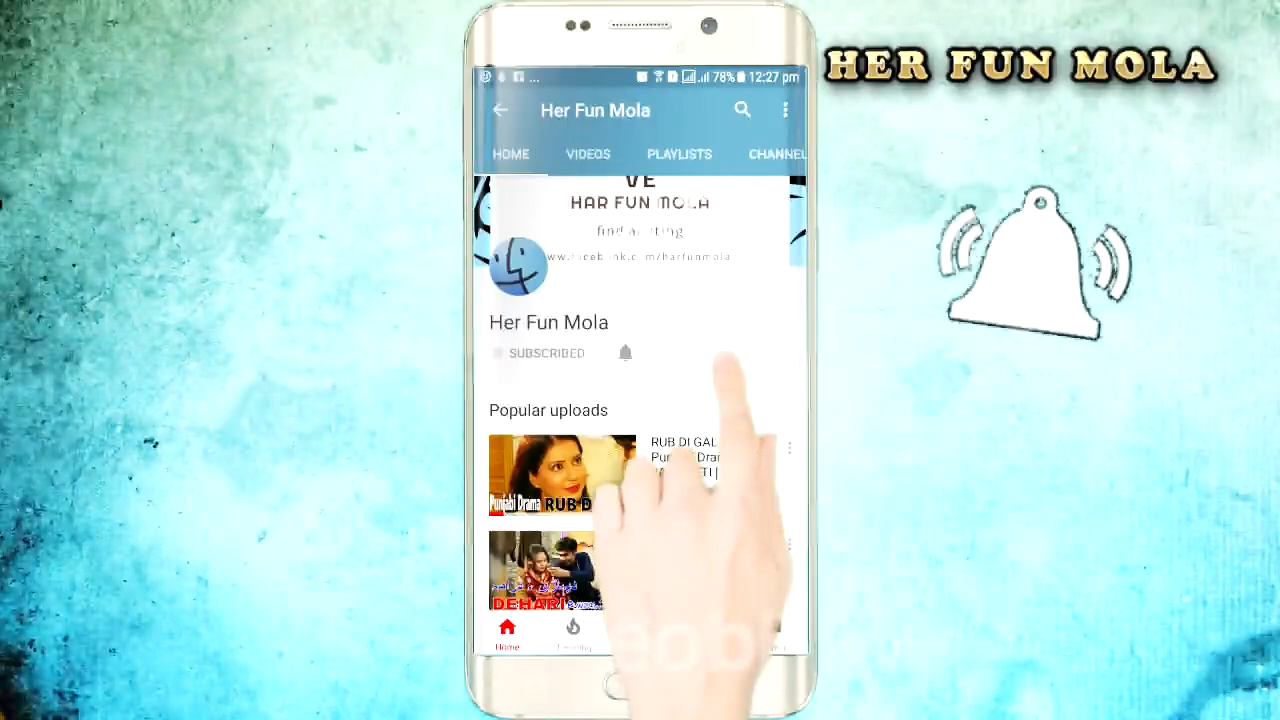 HER FUN MOLA
... 78% 12:27 pm
Her Fun Mola
HOME VIDEOS PLAYLISTS CHANNEL
VE
HAR FUN MOLA
Her Fun Mola
SUBSCRIBED
Popular uploads
RUB DI GAL
Punjabi Drama RUB D
DEHARI
Home